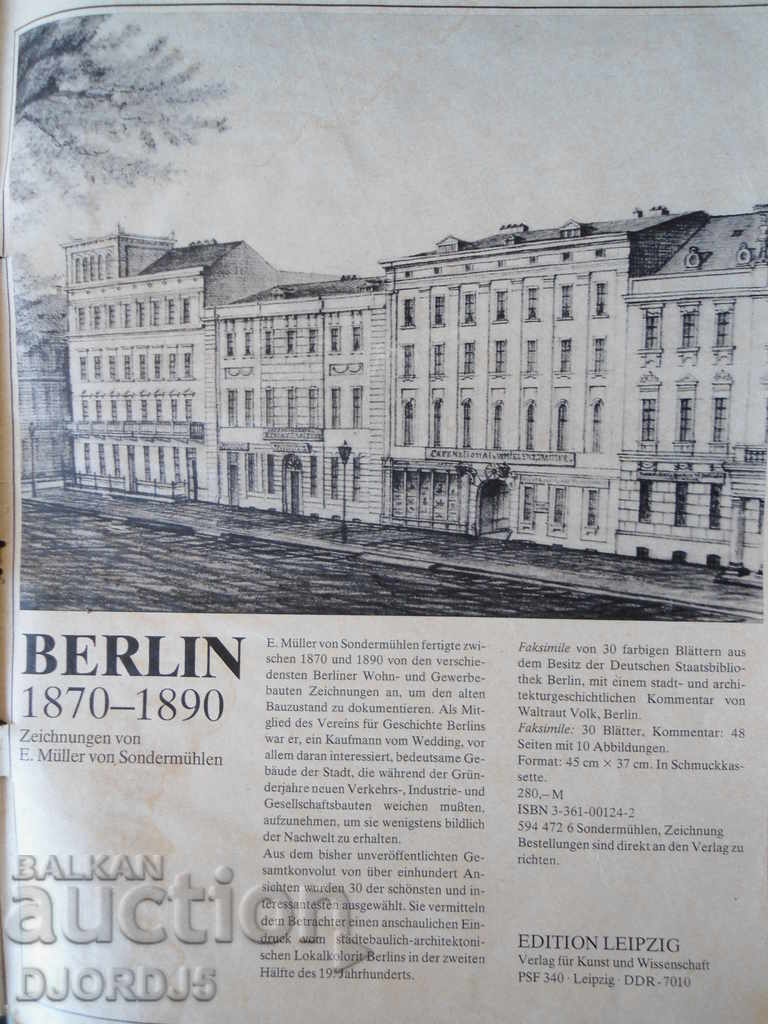 CAFE National
BERLIN
1870–1890
Zeichnungen von
E. Müller von Sondermühlen
E. Müller von Sondermühlen fertigte zwi-
schen 1870 und 1890 von den verschie-
densten Berliner Wohn- und Gewerbe-
bauten Zeichnungen an, um den alten
Bauzustand zu dokumentieren. Als Mit-
glied des Vereins für Geschichte Berlins
war er, ein Kaufmann vom Wedding, vor
allem daran interessiert, bedeutsame Ge-
bäude der Stadt, die während der Grün-
derjahre neuen Verkehrs-, Industrie- und
Gesellschaftsbauten weichen mußten,
aufzunehmen, um sie wenigstens bildlich
der Nachwelt zu erhalten.
Aus dem bisher unveröffentlichten Ge-
samtkonvolut von über einhundert An-
sichten wurden 30 der schönsten und in-
teressantesten ausgewählt. Sie vermitteln
dem Betrachter einen anschaulichen Ein-
druck vom städtebaulich-architektoni-
schen Lokalkolorit Berlins in der zweiten
Hälfte des 19. Jahrhunderts.
Faksimile von 30 farbigen Blättern aus
dem Besitz der Deutschen Staatsbiblio-
thek Berlin, mit einem stadt- und archi-
tekturgeschichtlichen Kommentar von
Waltraut Volk, Berlin.
Faksimile: 30 Blätter, Kommentar: 48
Seiten mit 10 Abbildungen.
Format: 45 cm × 37 cm. In Schmuckkas-
sette.
280,– M
ISBN 3-361-00124-2
594 472 6 Sondermühlen, Zeichnung
Bestellungen sind direkt an den Verlag zu
richten.
EDITION LEIPZIG
Verlag für Kunst und Wissenschaft
PSF 340 · Leipzig · DDR-7010
BALKAN
auction
DJORDJ5